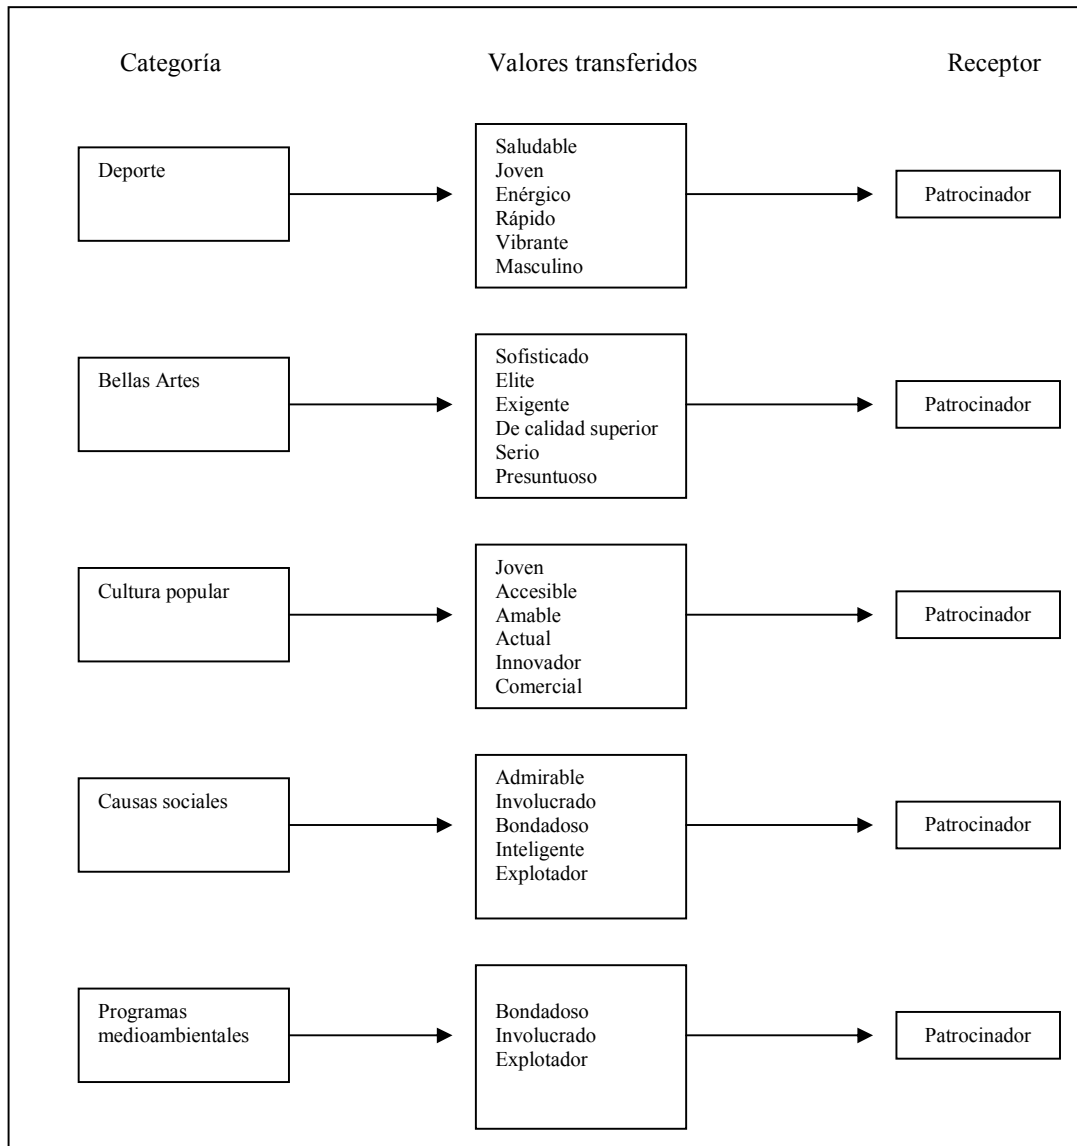 Categoría
Valores transferidos
Receptor
Deporte
Saludable
Joven
Enérgico
Rápido
Vibrante
Masculino
Patrocinador
Bellas Artes
Sofisticado
Elite
Exigente
De calidad superior
Serio
Presuntuoso
Patrocinador
Cultura popular
Joven
Accesible
Amable
Actual
Innovador
Comercial
Patrocinador
Causas sociales
Admirable
Involucrado
Bondadoso
Inteligente
Explotador
Patrocinador
Programas
medioambientales
Bondadoso
Involucrado
Explotador
Patrocinador